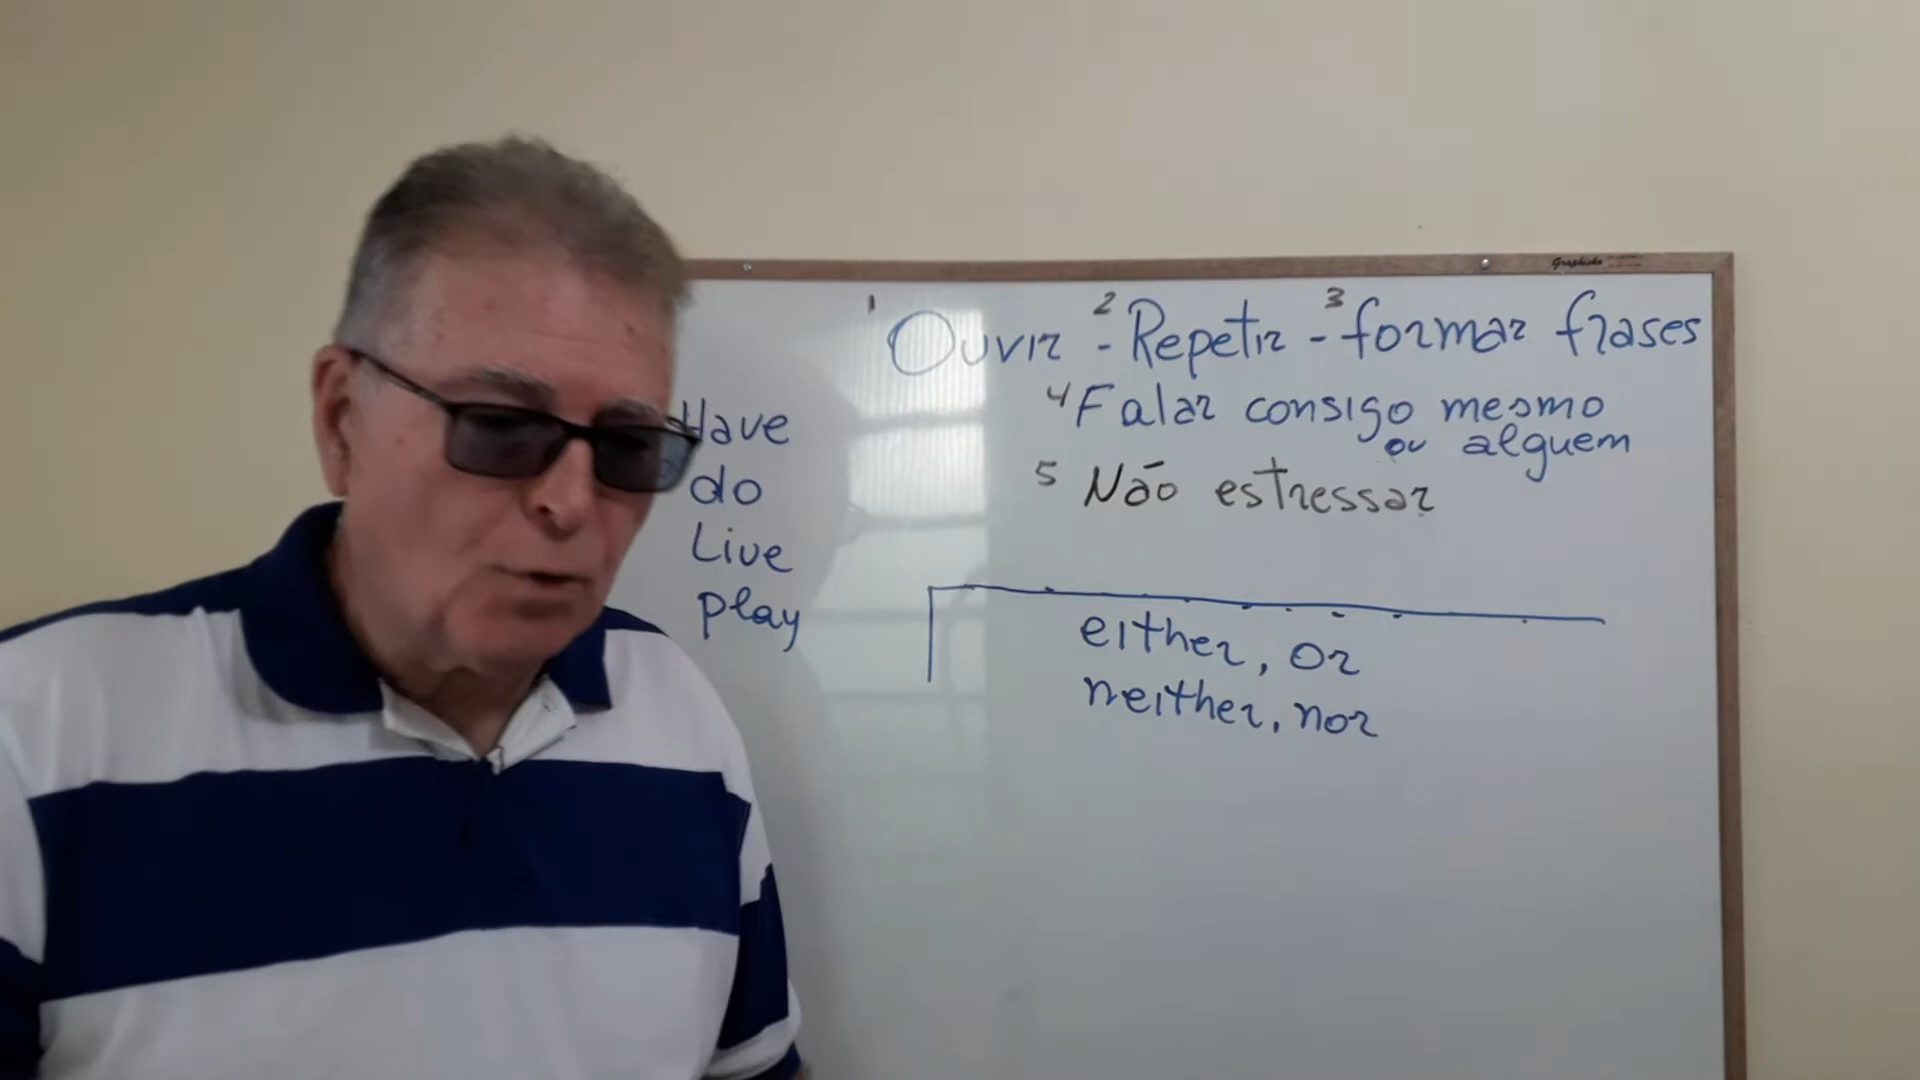 Graphisko
1 Ouvir - 2 Repetir - 3 formar frases
4 Falar consigo mesmo
ou alguem
5 Não estressar
Have
do
Live
play
either, or
neither, nor